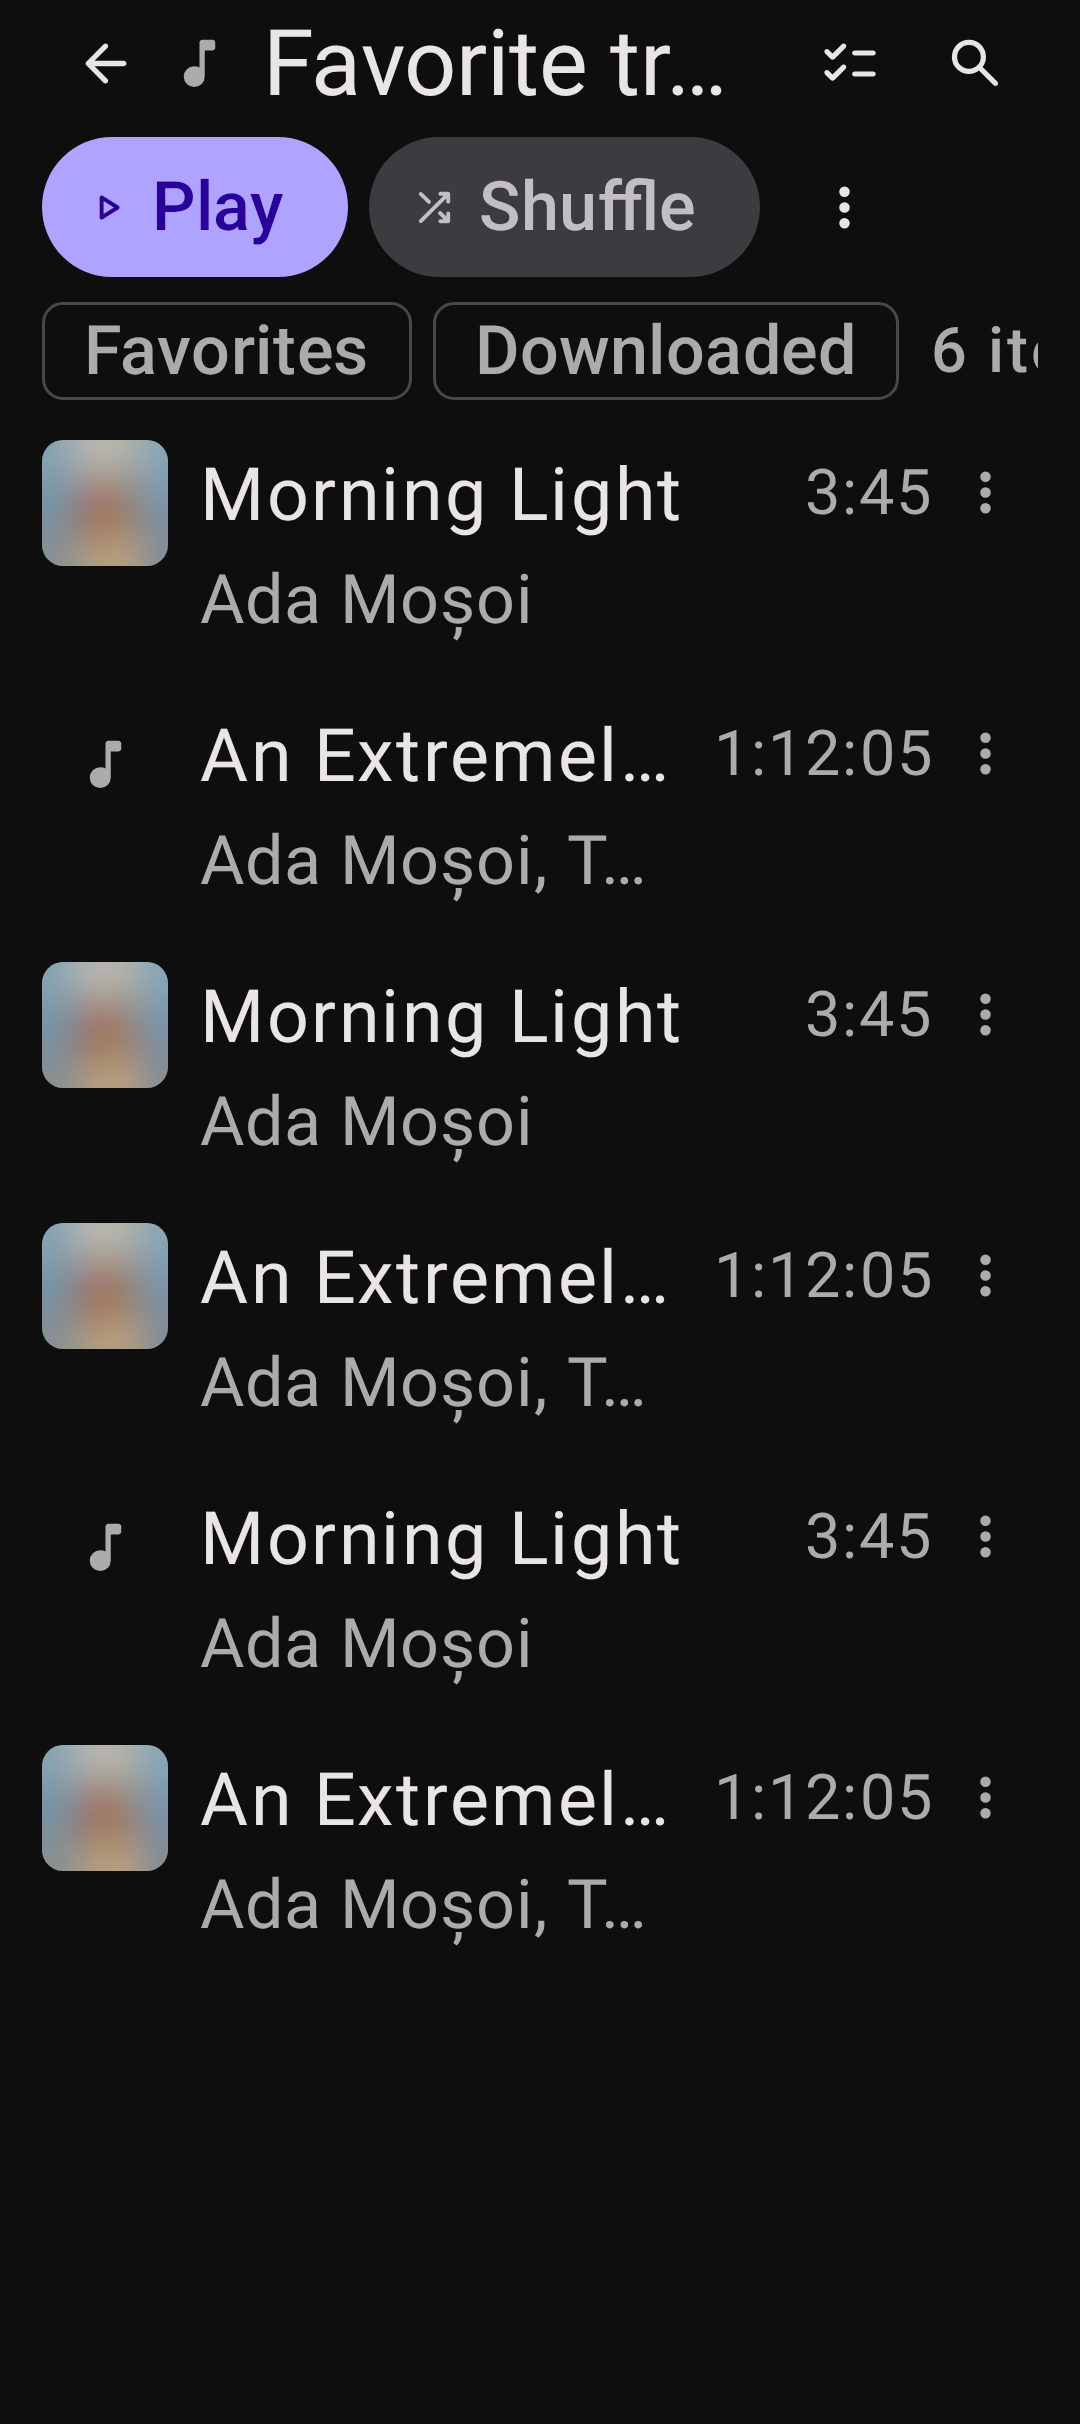 Favorite tr...
Play
Shuffle
Favorites
Downloaded
6 it
Morning Light
3:45
Ada Moșoi
An Extremel...
1:12:05
Ada Moșoi, T...
Morning Light
3:45
Ada Moșoi
An Extremel...
1:12:05
Ada Moșoi, T...
Morning Light
3:45
Ada Moșoi
An Extremel...
1:12:05
Ada Moșoi, T...